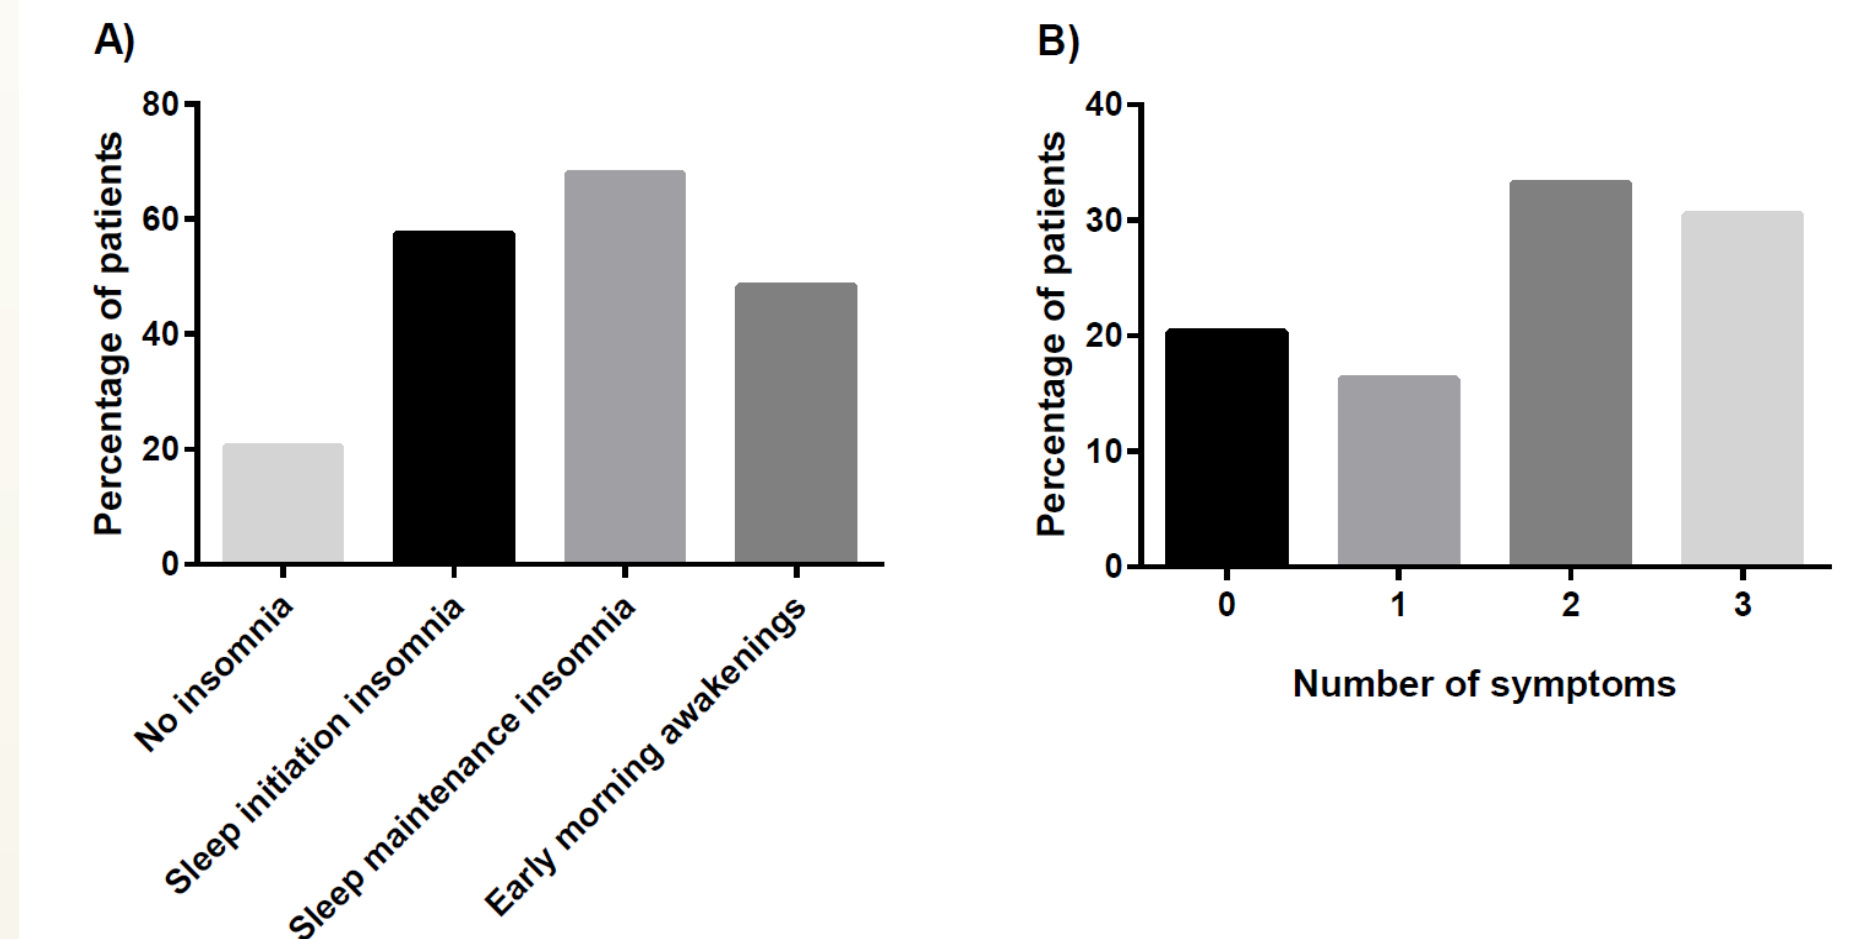 A)
Percentage of patients
80
60
40
20
0
No insomnia
Sleep initiation insomnia
Sleep maintenance insomnia
Early morning awakenings
B)
Percentage of patients
40
30
20
10
0
0 1 2 3
Number of symptoms